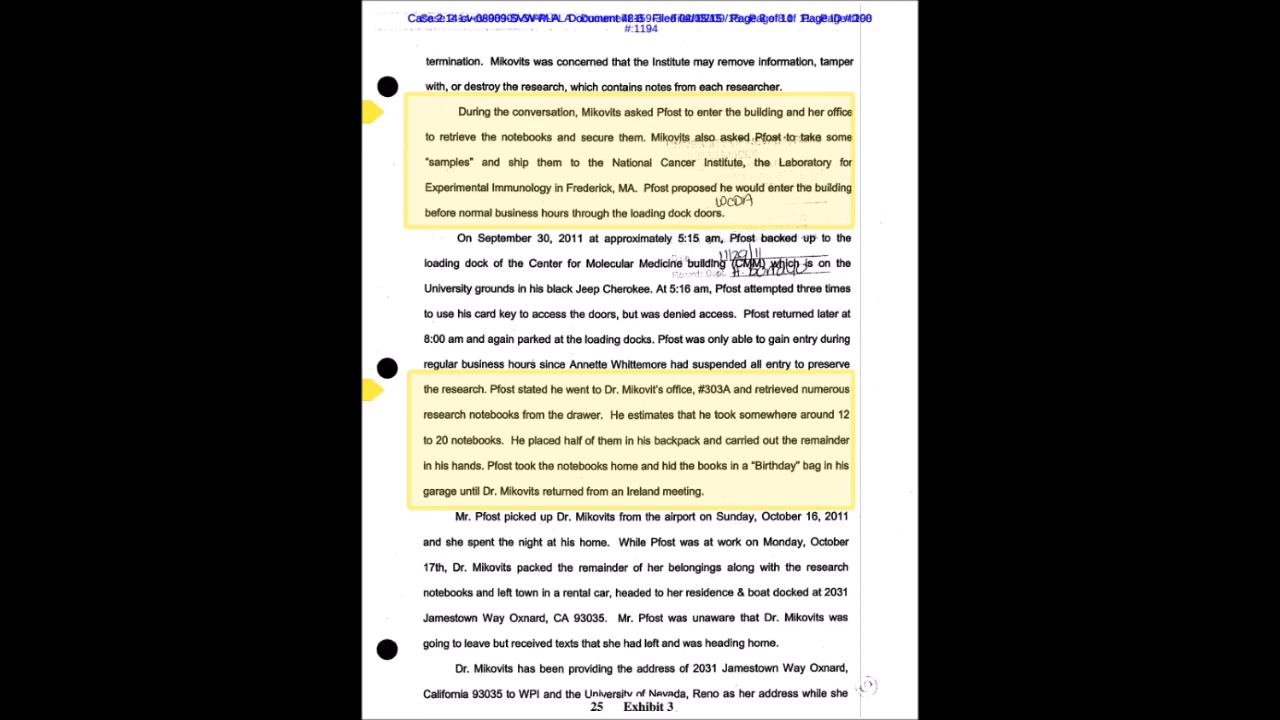 termination. Mikovits was concerned that the Institute may remove information, tamper
with, or destroy the research, which contains notes from each researcher.
During the conversation, Mikovits asked Pfost to enter the building and her office
to retrieve the notebooks and secure them. Mikovits also asked Pfost to take some
"samples" and ship them to the National Cancer Institute, the Laboratory for
Experimental Immunology in Frederick, MA. Pfost proposed he would enter the building
before normal business hours through the loading dock doors.
On September 30, 2011 at approximately 5:15 am, Pfost backed up to the
loading dock of the Center for Molecular Medicine building (CMM) which is on the
University grounds in his black Jeep Cherokee. At 5:16 am, Pfost attempted three times
to use his card key to access the doors, but was denied access. Pfost returned later at
8:00 am and again parked at the loading docks. Pfost was only able to gain entry during
regular business hours since Annette Whittemore had suspended all entry to preserve
the research. Pfost stated he went to Dr. Mikovit's office, #303A and retrieved numerous
research notebooks from the drawer. He estimates that he took somewhere around 12
to 20 notebooks. He placed half of them in his backpack and carried out the remainder
in his hands. Pfost took the notebooks home and hid the books in a "Birthday" bag in his
garage until Dr. Mikovits returned from an Ireland meeting.
Mr. Pfost picked up Dr. Mikovits from the airport on Sunday, October 16, 2011
and she spent the night at his home. While Pfost was at work on Monday, October
17th, Dr. Mikovits packed the remainder of her belongings along with the research
notebooks and left town in a rental car, headed to her residence & boat docked at 2031
Jamestown Way Oxnard, CA 93035. Mr. Pfost was unaware that Dr. Mikovits was
going to leave but received texts that she had left and was heading home.
Dr. Mikovits has been providing the address of 2031 Jamestown Way Oxnard,
California 93035 to WPI and the University of Nevada, Reno as her address while she
25 Exhibit 3